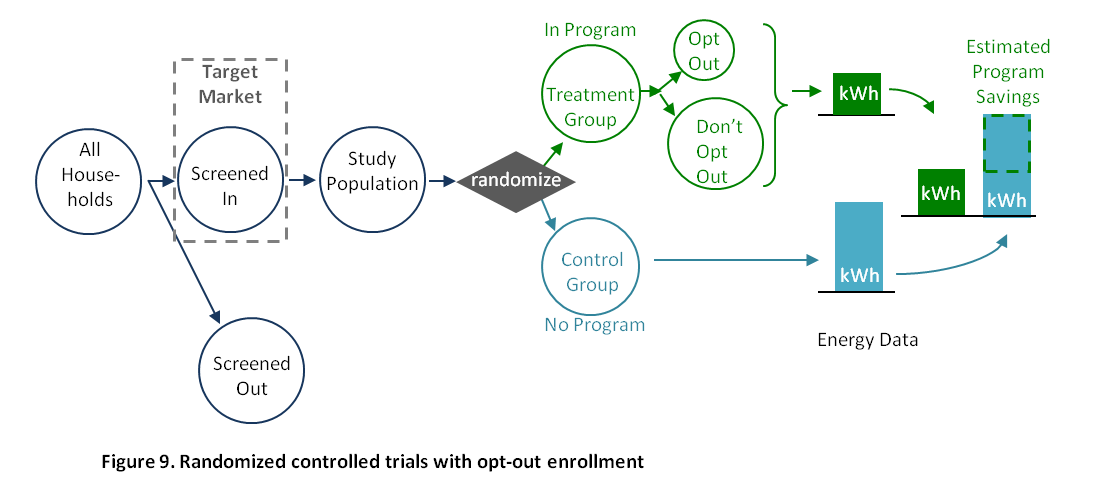 All
House-
holds
Target
Market
Screened
In
Screened
Out
Study
Population
randomize
In Program
Treatment
Group
Opt
Out
Don’t
Opt
Out
Control
Group
No Program
kWh
kWh
Energy Data
Estimated
Program
Savings
kWh
kWh
Figure 9. Randomized controlled trials with opt-out enrollment